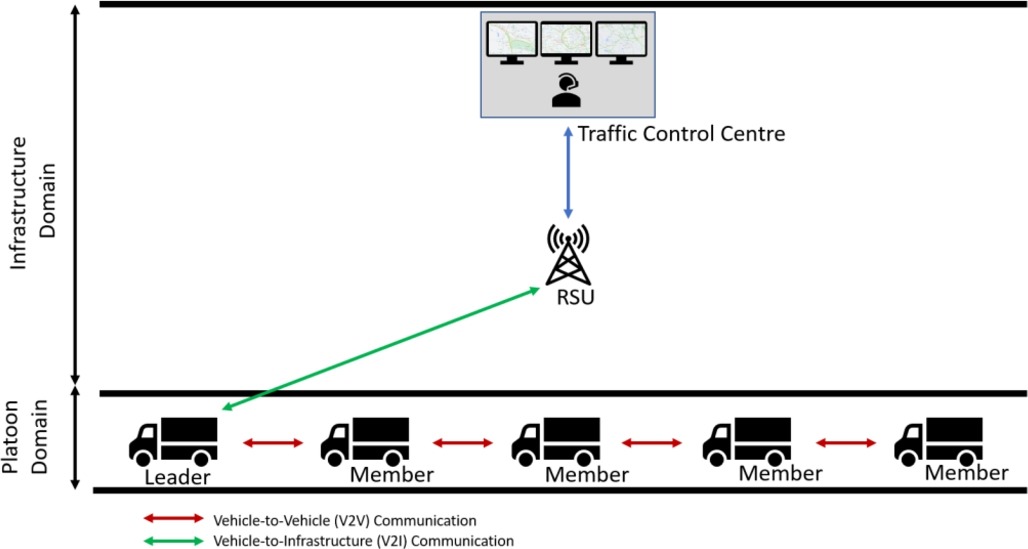 Traffic Control Centre
Infrastructure
Domain
RSU
Platoon
Domain
Leader
Member
Member
Member
Member
Vehicle-to-Vehicle (V2V) Communication
Vehicle-to-Infrastructure (V2I) Communication